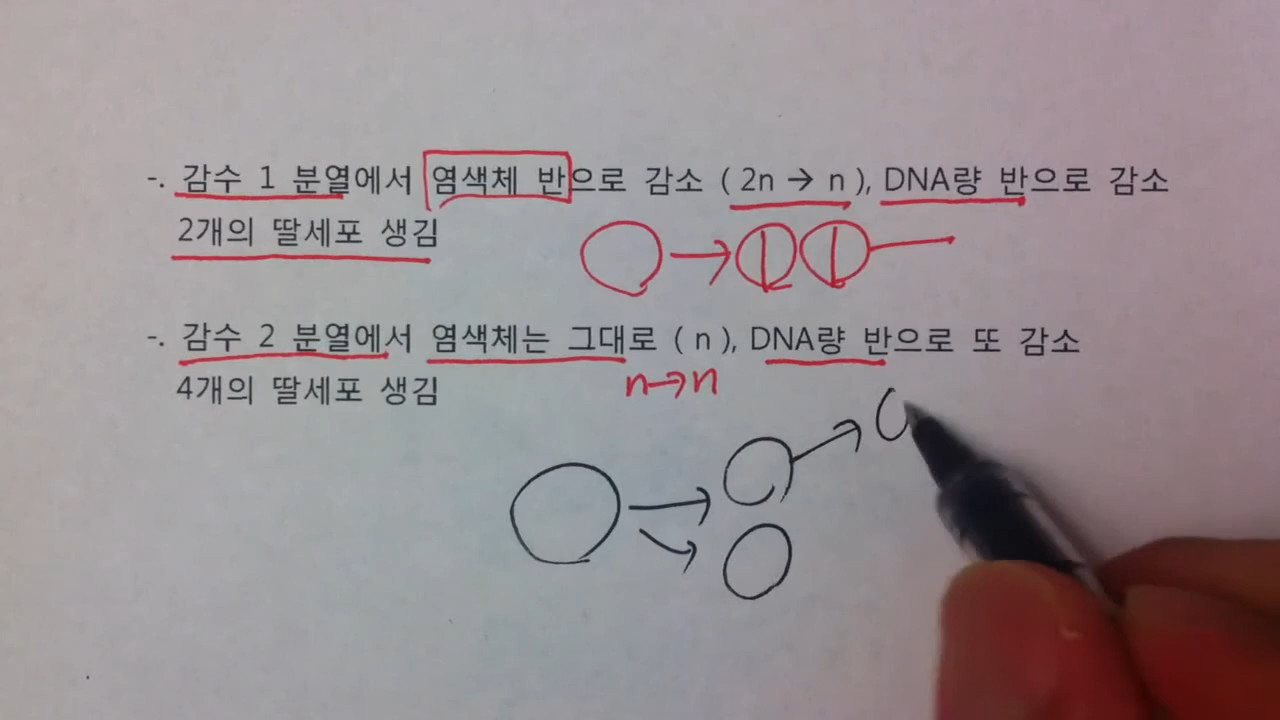 -. 감수 1 분열에서 염색체 반으로 감소 ( 2n → n ), DNA량 반으로 감소
2개의 딸세포 생김
-. 감수 2 분열에서 염색체는 그대로 ( n ), DNA량 반으로 또 감소
4개의 딸세포 생김
n→n